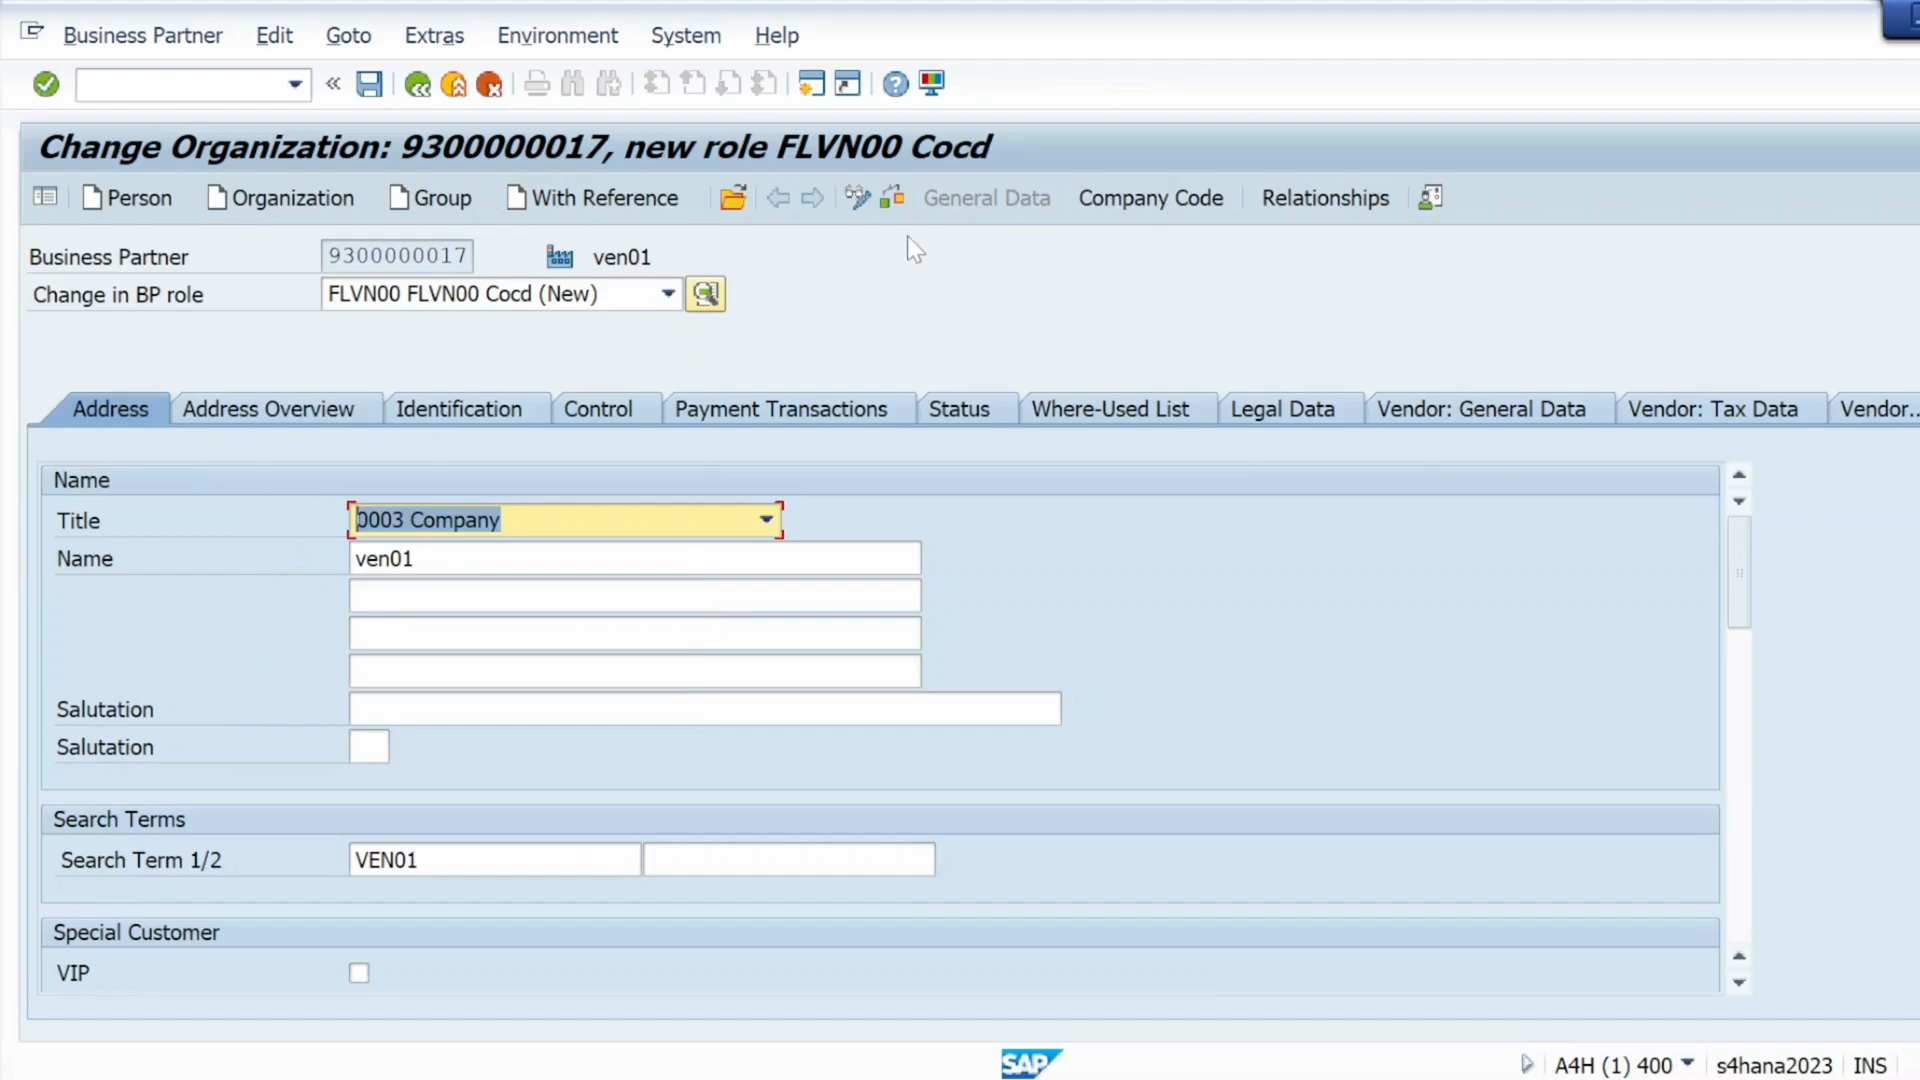 Business Partner Edit Goto Extras Environment System Help
«
Change Organization: 9300000017, new role FLVN00 Cocd
Person Organization Group With Reference General Data Company Code Relationships
Business Partner 9300000017 ven01
Change in BP role FLVN00 FLVN00 Cocd (New)
Address Address Overview Identification Control Payment Transactions Status Where-Used List Legal Data Vendor: General Data Vendor: Tax Data Vendor..
Name
Title 0003 Company
Name ven01
Salutation
Salutation
Search Terms
Search Term 1/2 VEN01
Special Customer
VIP
SAP A4H (1) 400 s4hana2023 INS